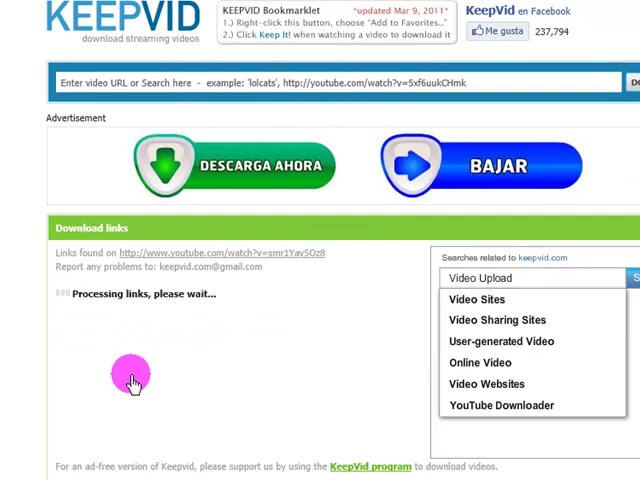 KEEPVID
download streaming videos
KEEPVID Bookmarklet *updated Mar 9, 2011*
1.) Right-click this button, choose "Add to Favorites.."
2.) Click Keep It! when watching a video to download it
KeepVid en Facebook
Me gusta 237,794
Enter video URL or Search here - example: 'lolcats', http://youtube.com/watch?v=5xf6uukCHmk
Advertisement
DESCARGA AHORA
BAJAR
Download links
Links found on http://www.youtube.com/watch?v=smr1YavSOz8
Report any problems to: keepvid.com@gmail.com
Processing links, please wait...
Searches related to keepvid.com
Video Upload
Video Sites
Video Sharing Sites
User-generated Video
Online Video
Video Websites
YouTube Downloader
For an ad-free version of Keepvid, please support us by using the KeepVid program to download videos.